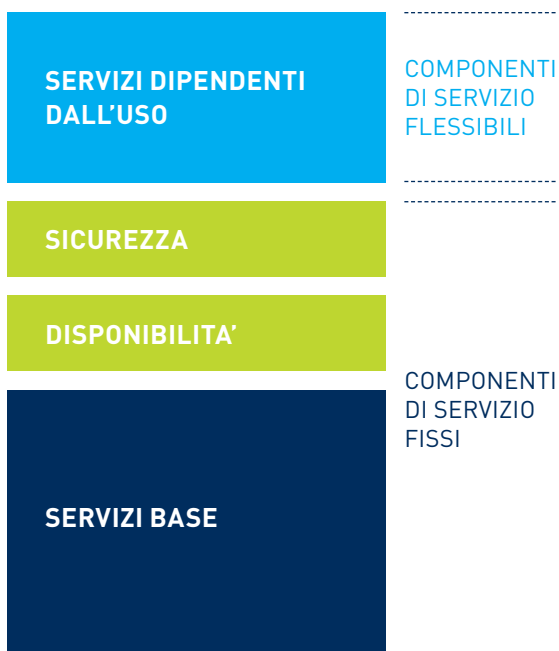 SERVIZI DIPENDENTI
DALL'USO
COMPONENTI
DI SERVIZIO
FLESSIBILI
SICUREZZA
DISPONIBILITA'
COMPONENTI
DI SERVIZIO
FISSI
SERVIZI BASE